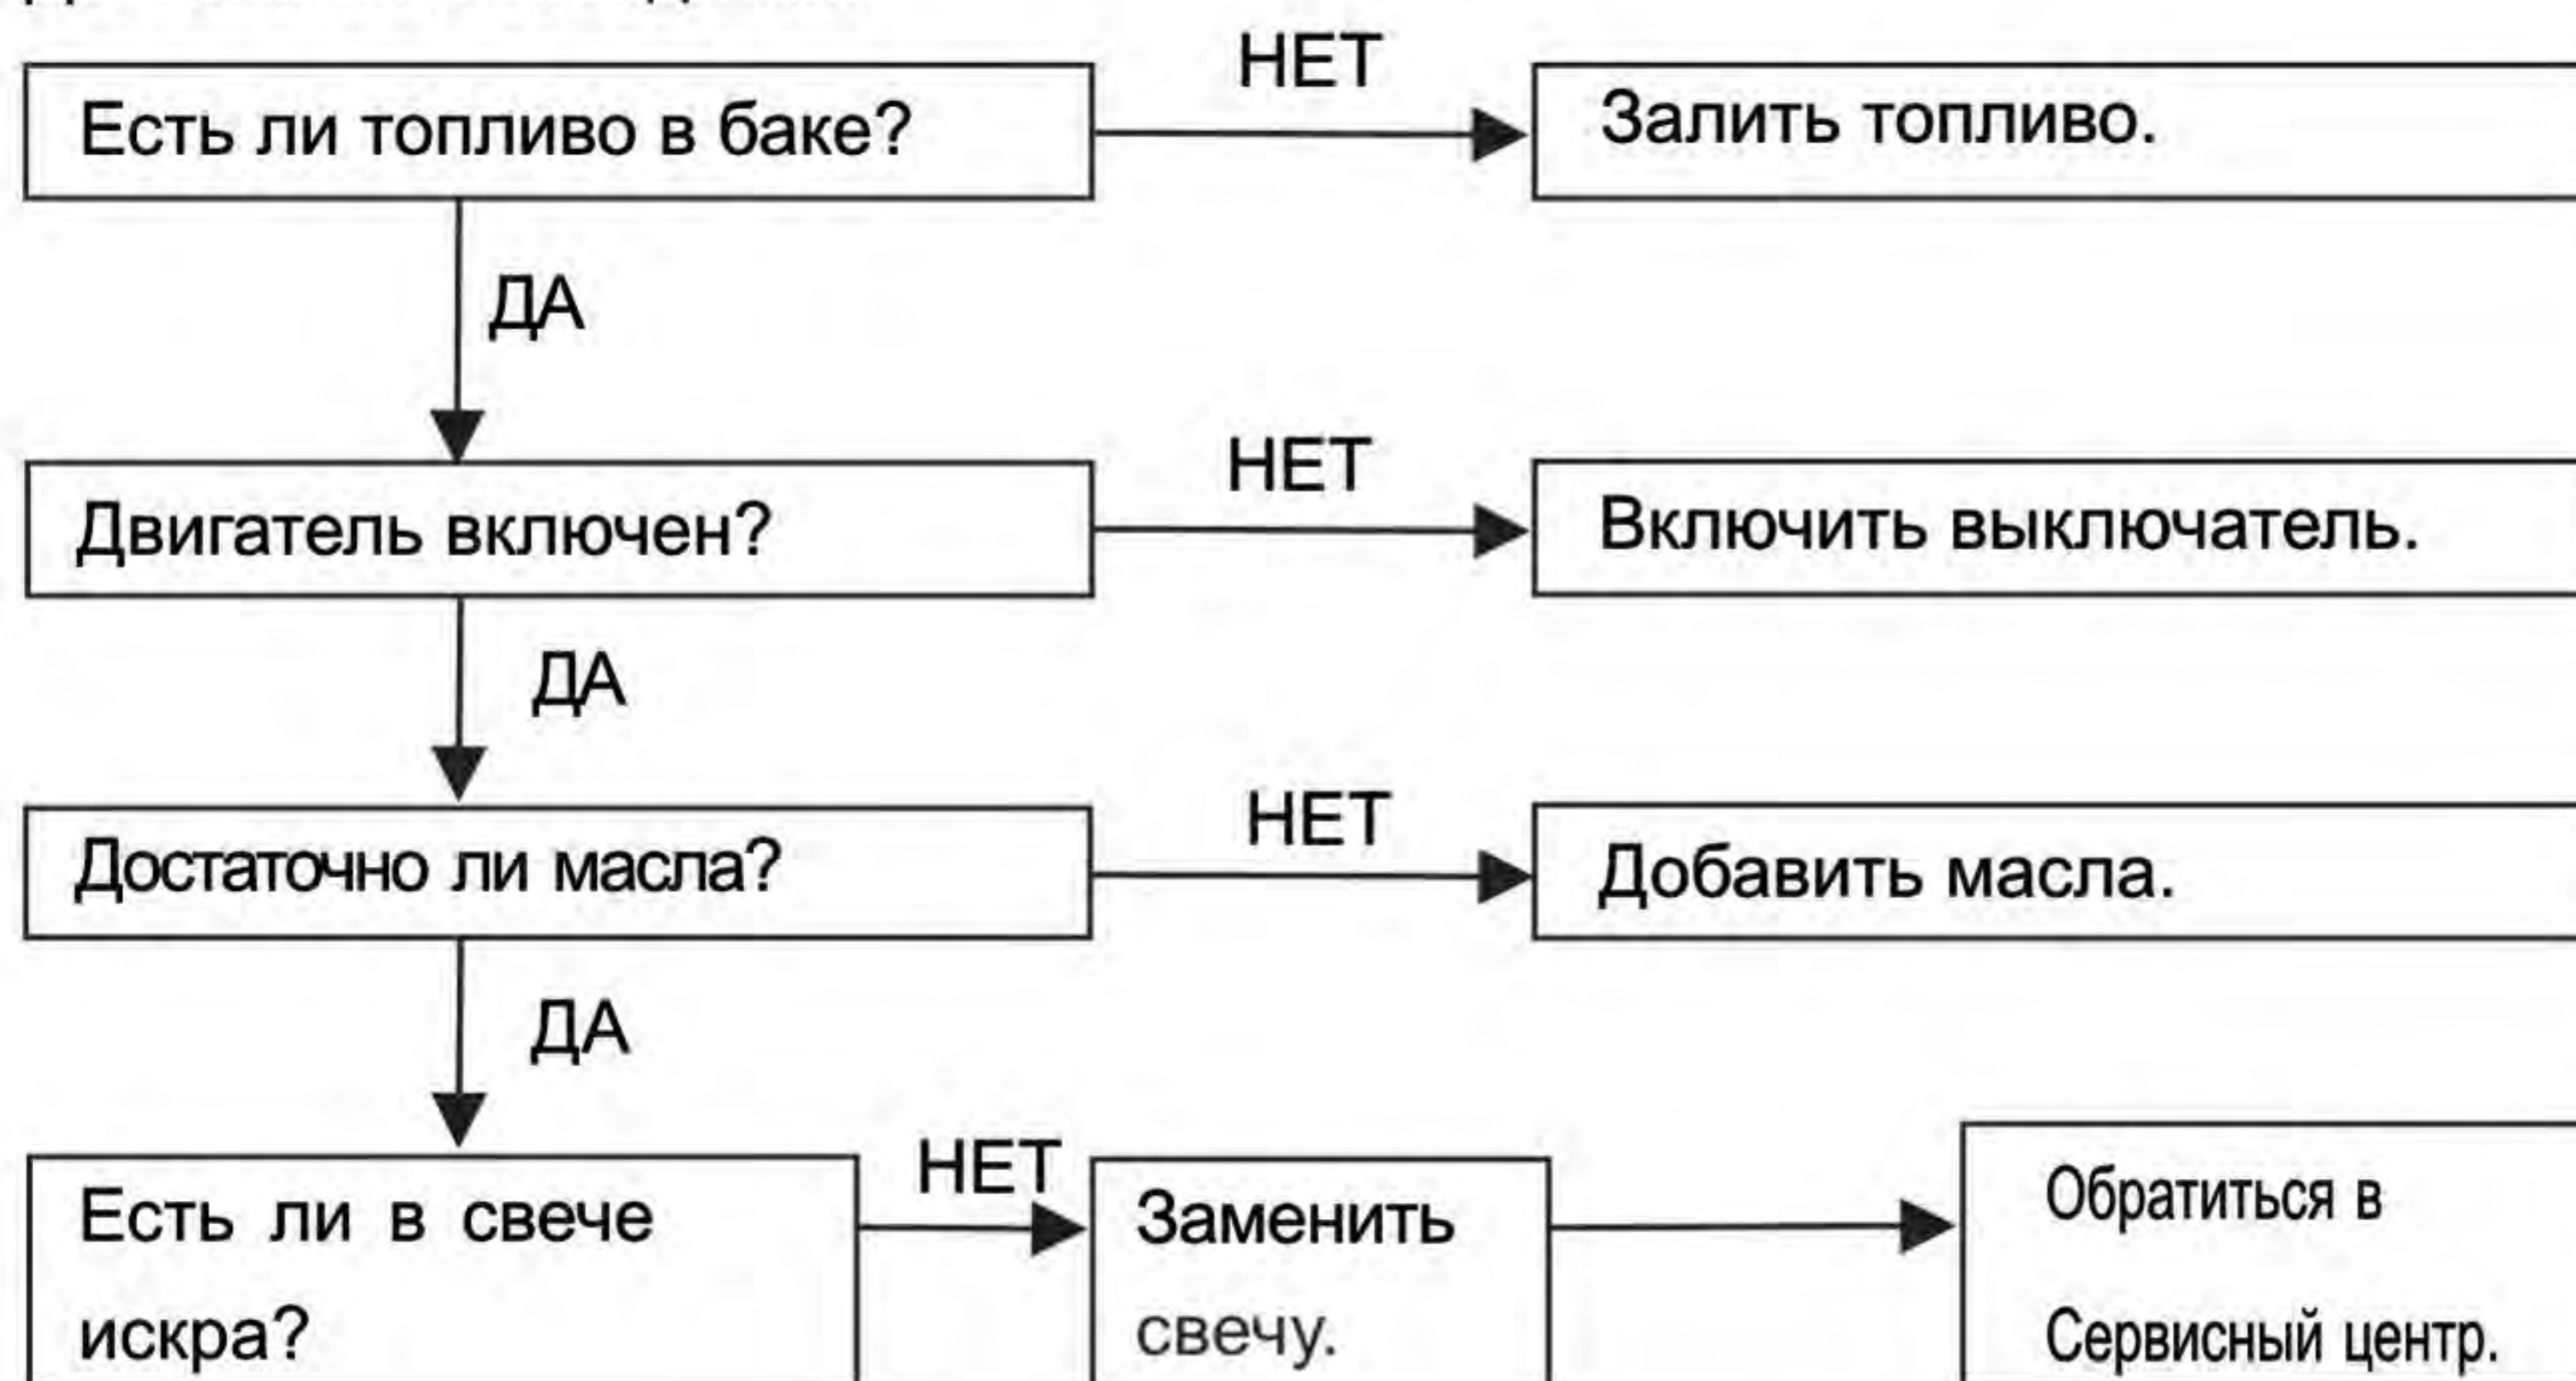 НЕТ
Есть ли топливо в баке?
Залить топливо.
ДА
НЕТ
Двигатель включен?
Включить выключатель.
ДА
НЕТ
Достаточно ли масла?
Добавить масла.
ДА
НЕТ
Есть ли в свече
искра?
Заменить
свечу.
Обратиться в
Сервисный центр.